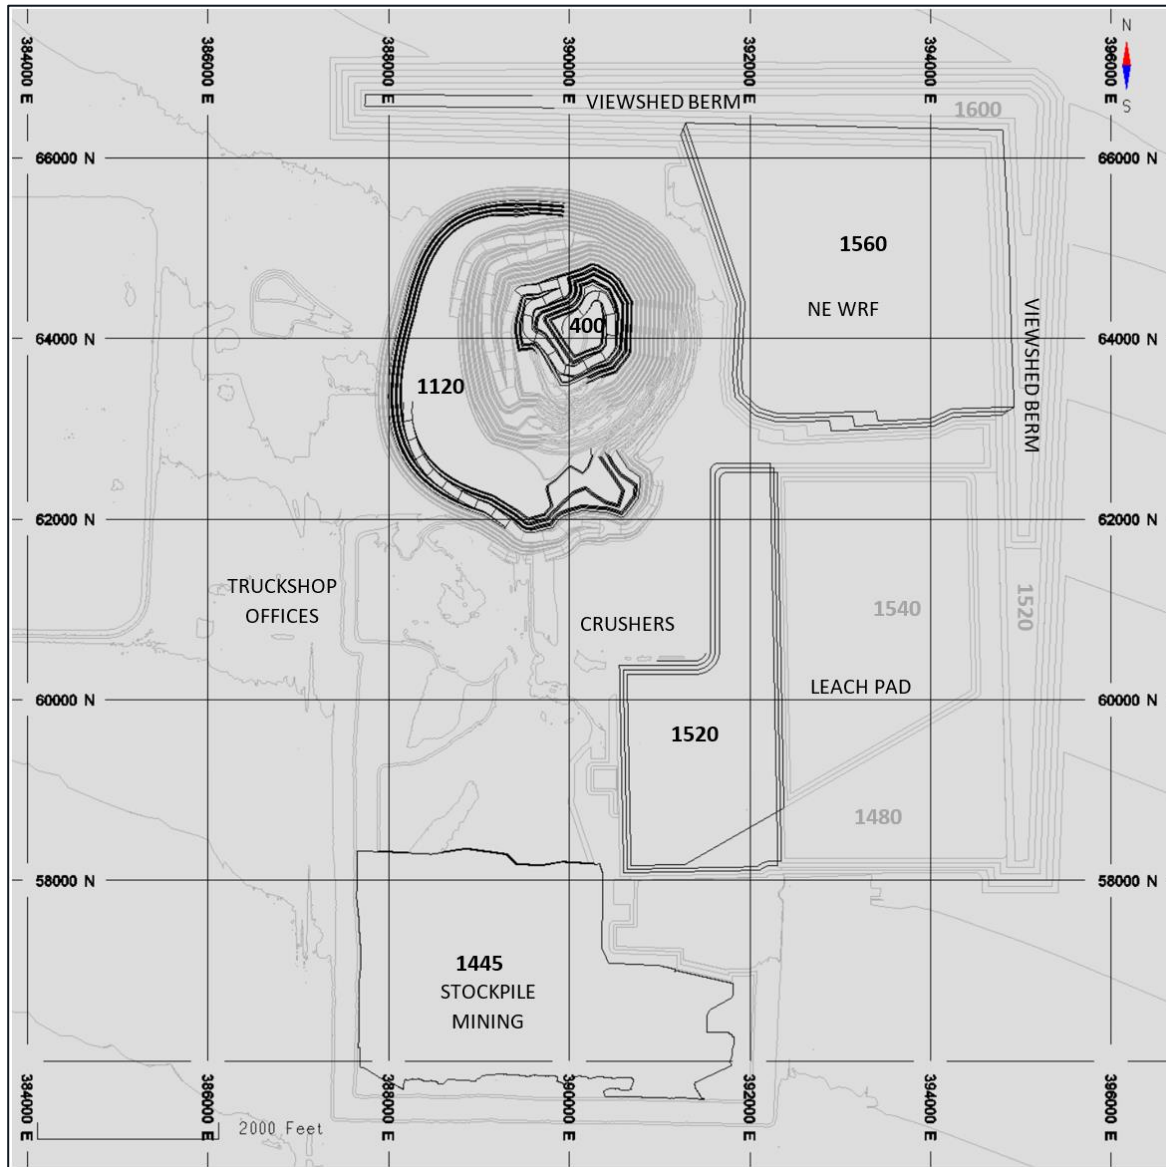 384000 E
386000 E
388000 E
390000 E
392000 E
394000 E
396000 E
N
S
VIEWSHED BERM
1600
66000 N
66000 N
1560
NE WRF
400
64000 N
64000 N
VIEWSHED BERM
1120
62000 N
62000 N
TRUCKSHOP
OFFICES
CRUSHERS
1540
1520
LEACH PAD
60000 N
60000 N
1520
1480
58000 N
58000 N
1445
STOCKPILE
MINING
384000 E
386000 E
388000 E
390000 E
392000 E
394000 E
396000 E
2000 Feet